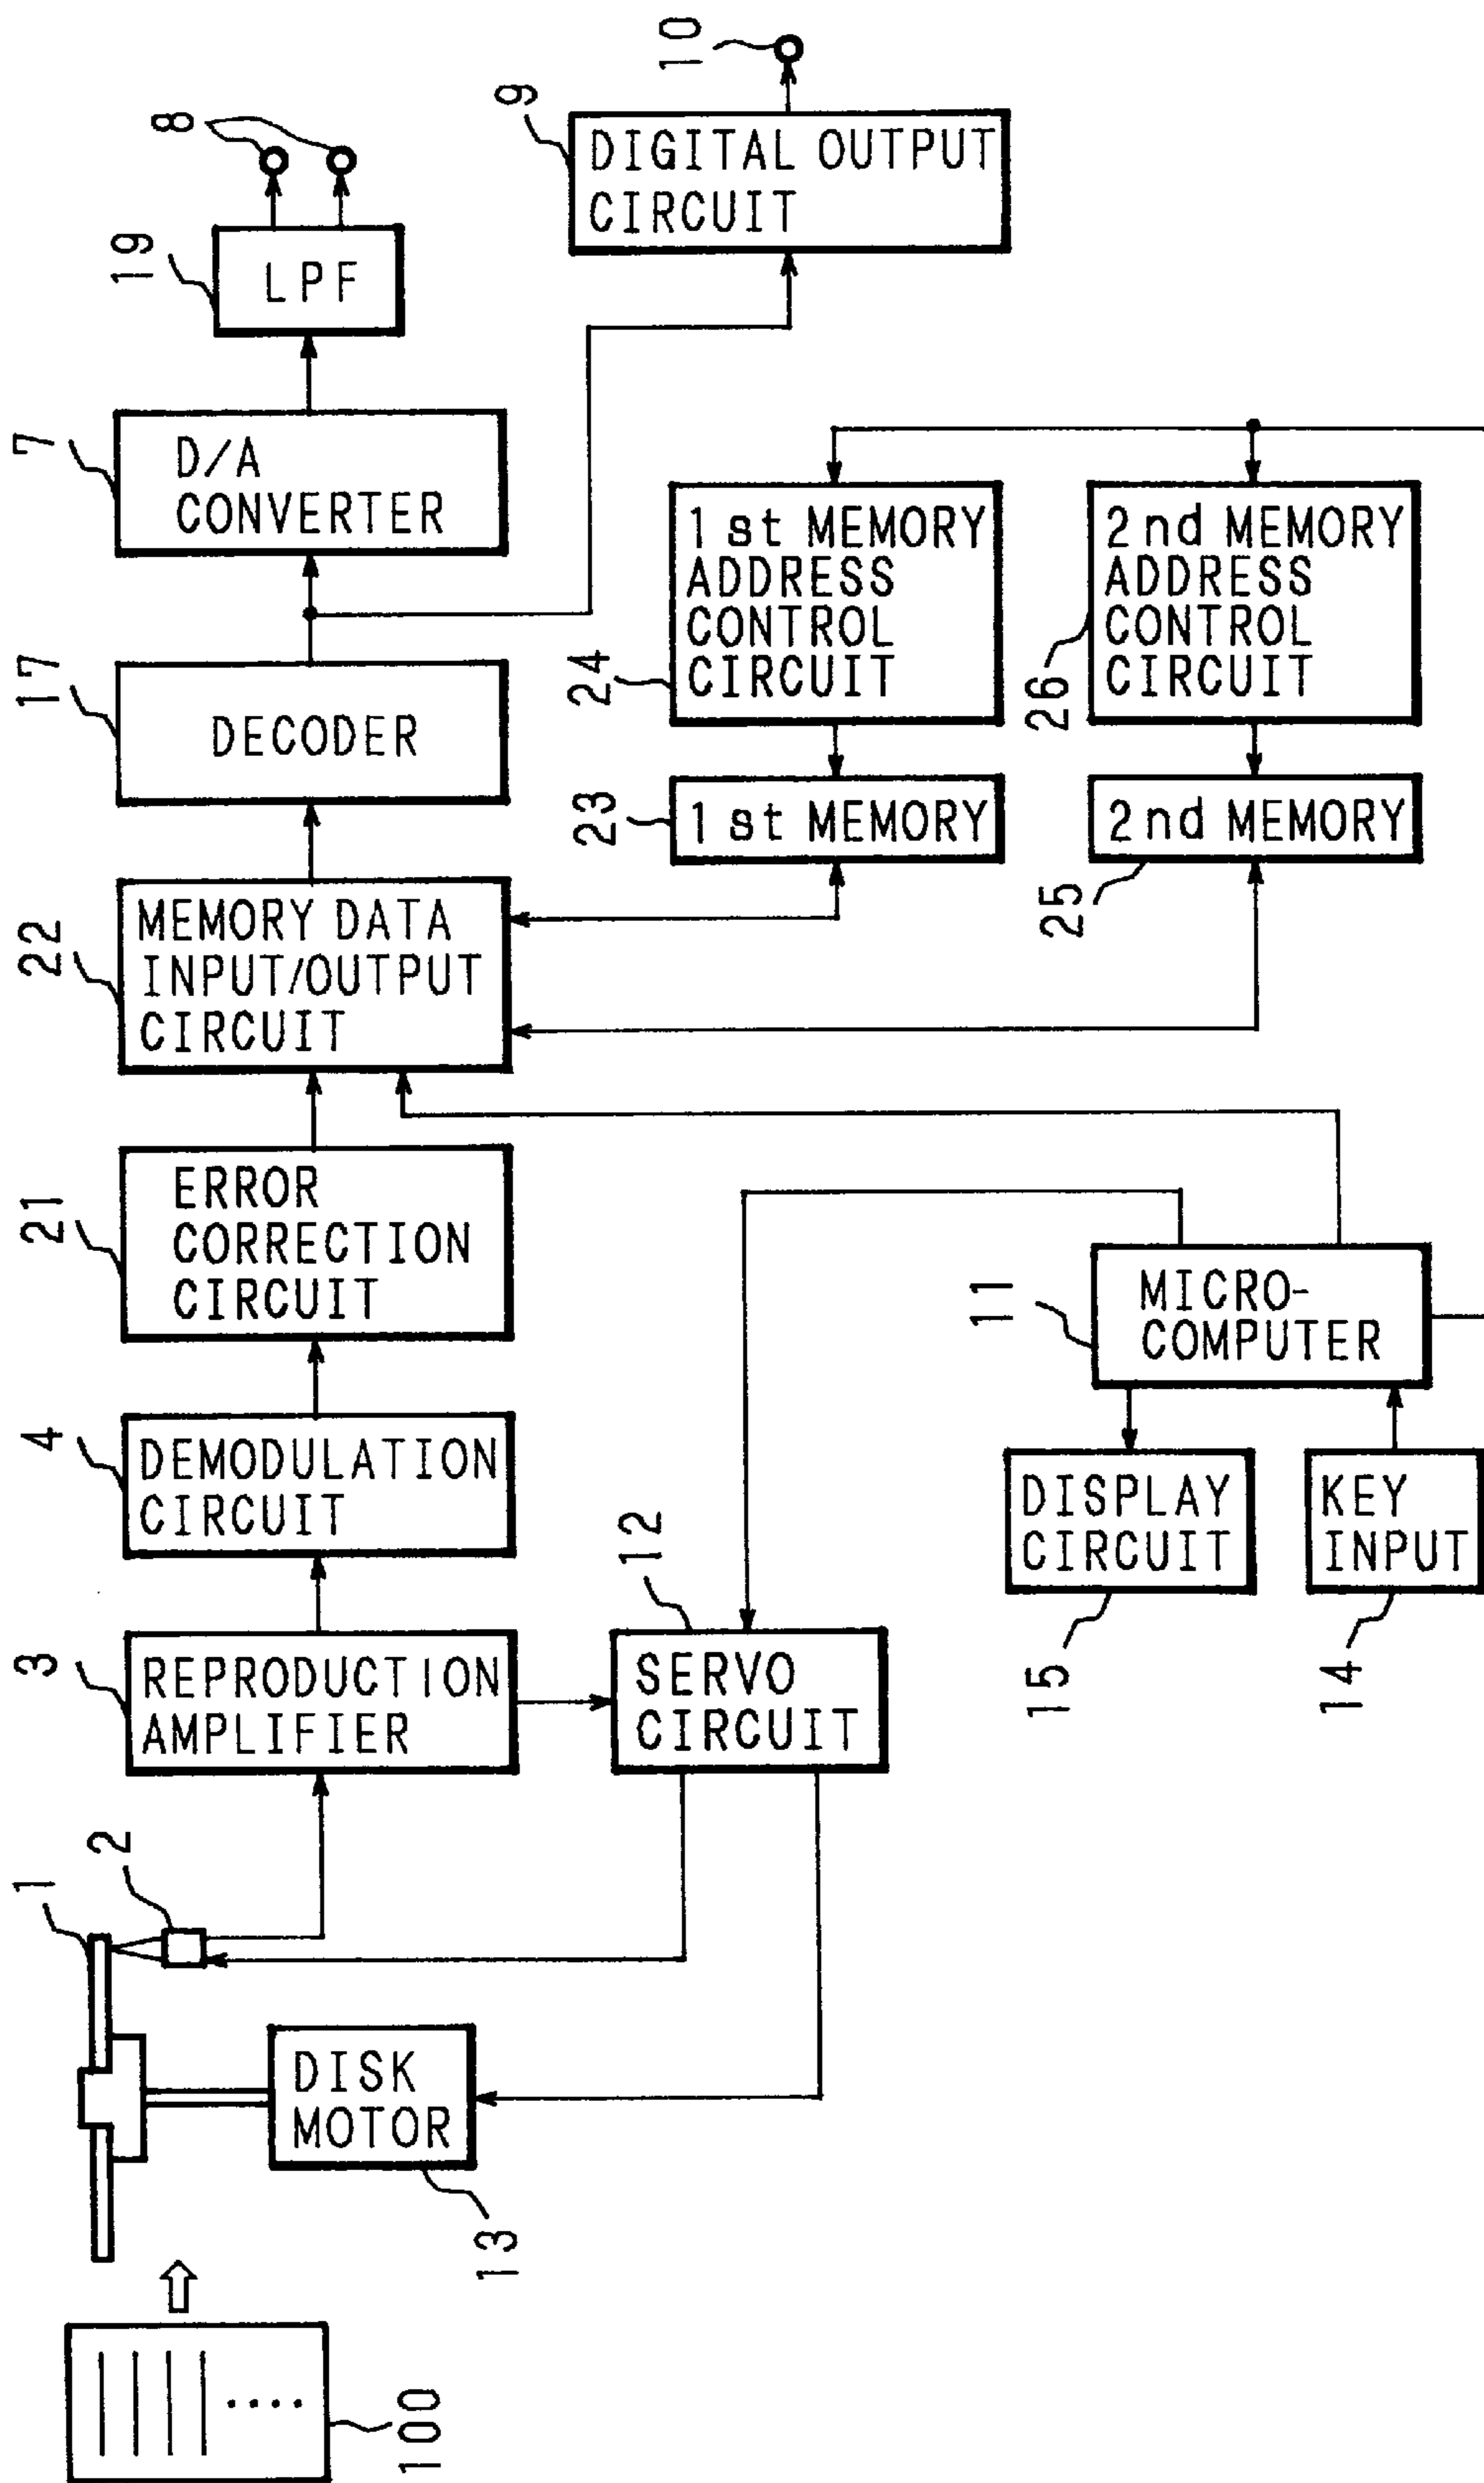 100
1
2
DISK
MOTOR
13
3
REPRODUCTION
AMPLIFIER
4
DEMODULATION
CIRCUIT
21
ERROR
CORRECTION
CIRCUIT
22
MEMORY DATA
INPUT/OUTPUT
CIRCUIT
17
DECODER
7
D/A
CONVERTER
19
LPF
8
12
SERVO
CIRCUIT
23
1st MEMORY
24
1st MEMORY
ADDRESS
CONTROL
CIRCUIT
9
DIGITAL OUTPUT
CIRCUIT
10
15
DISPLAY
CIRCUIT
14
KEY
INPUT
11
MICRO-
COMPUTER
25
2nd MEMORY
26
2nd MEMORY
ADDRESS
CONTROL
CIRCUIT